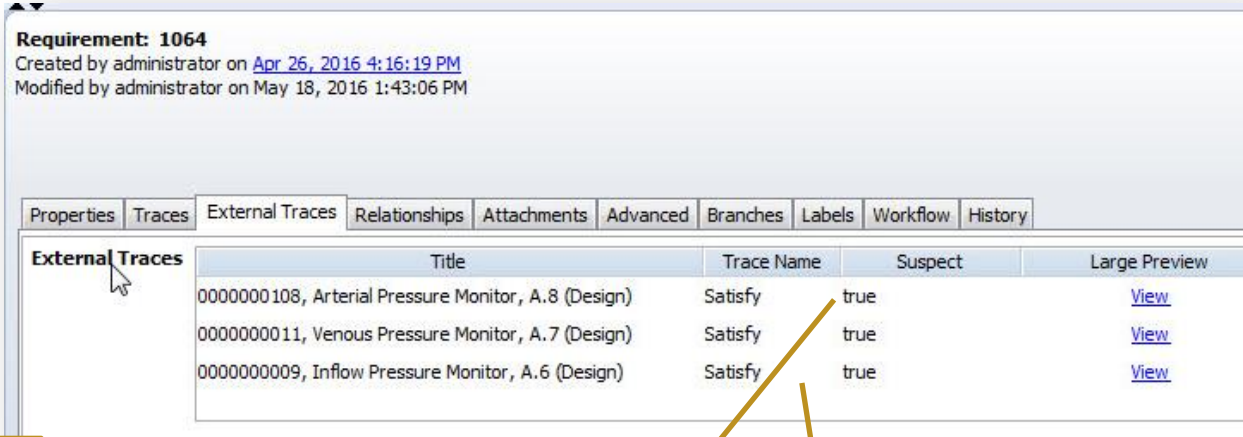 Requirement: 1064
Created by administrator on Apr 26, 2016 4:16:19 PM
Modified by administrator on May 18, 2016 1:43:06 PM
Properties Traces External Traces Relationships Attachments Advanced Branches Labels Workflow History
External Traces Title Trace Name Suspect Large Preview
0000000108, Arterial Pressure Monitor, A.8 (Design) Satisfy true View
0000000011, Venous Pressure Monitor, A.7 (Design) Satisfy true View
0000000009, Inflow Pressure Monitor, A.6 (Design) Satisfy true View